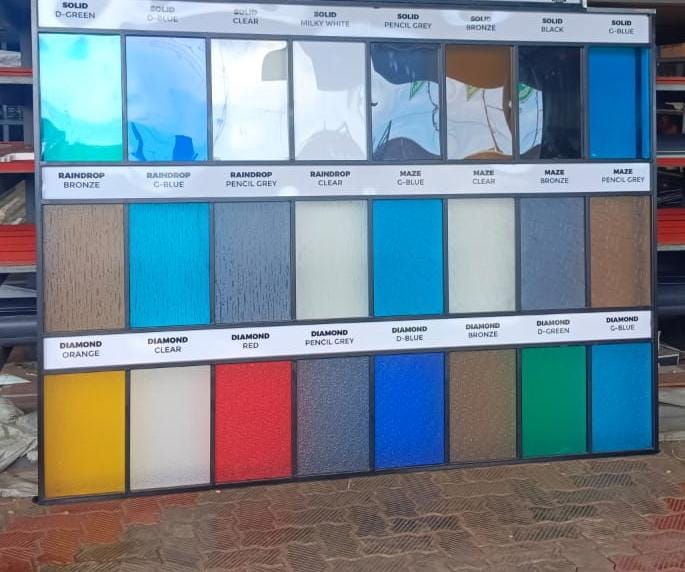 SOLID
D-GREEN
SOLID
D-BLUE
SOLID
CLEAR
SOLID
MILKY WHITE
SOLID
PENCIL GREY
SOLID
BRONZE
SOLID
BLACK
SOLID
G-BLUE
RAINDROP
BRONZE
RAINDROP
G-BLUE
RAINDROP
PENCIL GREY
RAINDROP
CLEAR
MAZE
G-BLUE
MAZE
CLEAR
MAZE
BRONZE
MAZE
PENCIL GREY
DIAMOND
ORANGE
DIAMOND
CLEAR
DIAMOND
RED
DIAMOND
PENCIL GREY
DIAMOND
D-BLUE
DIAMOND
BRONZE
DIAMOND
D-GREEN
DIAMOND
G-BLUE